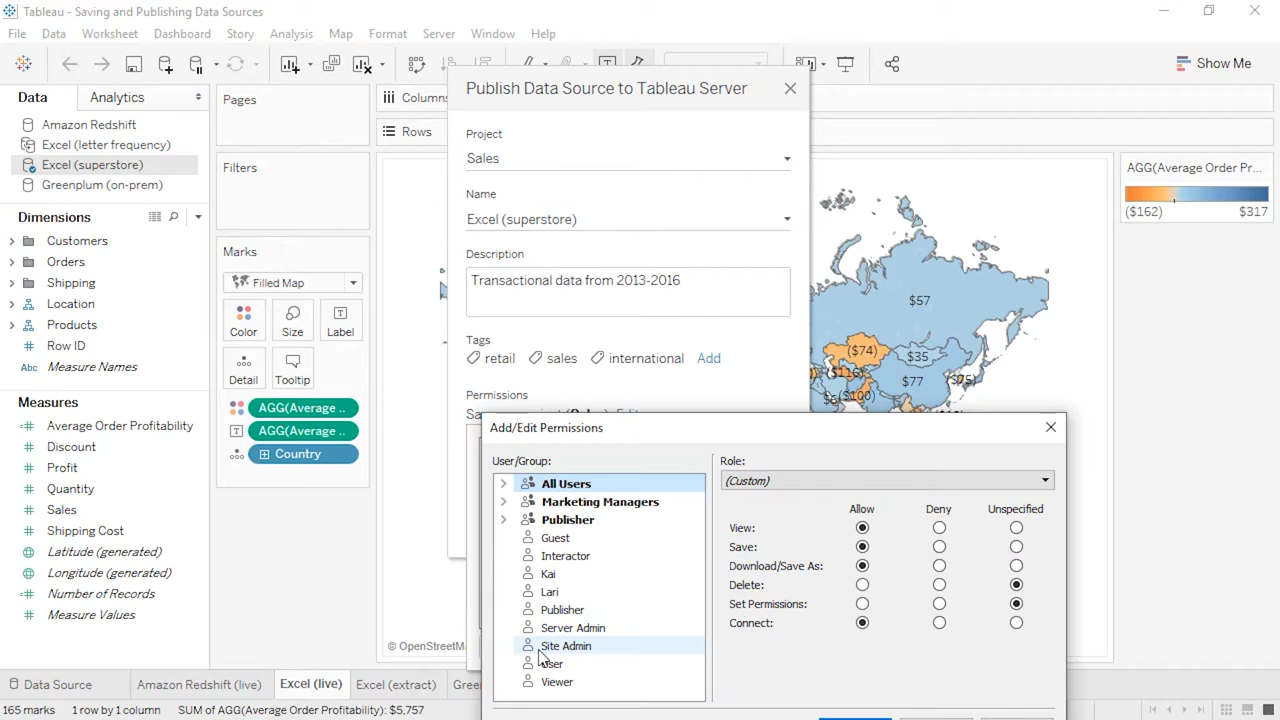 Tableau - Saving and Publishing Data Sources
File Data Worksheet Dashboard Story Analysis Map Format Server Window Help
Show Me
Data Analytics
Amazon Redshift
Excel (letter frequency)
Excel (superstore)
Greenplum (on-prem)
Dimensions
Customers
Orders
Shipping
Location
Products
Row ID
Abc Measure Names
Measures
Average Order Profitability
Discount
Profit
Quantity
Sales
Shipping Cost
Latitude (generated)
Longitude (generated)
Number of Records
Measure Values
Pages
Filters
Marks
Filled Map
Color Size Label
Detail Tooltip
AGG(Average ..
AGG(Average ..
Country
Columns
Rows
Publish Data Source to Tableau Server
Project
Sales
Name
Excel (superstore)
Description
Transactional data from 2013-2016
Tags
retail sales international Add
Permissions
Add/Edit Permissions
User/Group:
All Users
Marketing Managers
Publisher
Guest
Interactor
Kai
Lari
Publisher
Server Admin
Site Admin
User
Viewer
Role:
(Custom)
Allow Deny Unspecified
View:
Save:
Download/Save As:
Delete:
Set Permissions:
Connect:
$57
($74)
$35
($116)
$77
($75)
($100)
AGG(Average Order Pr...
($162) $317
© OpenStreetM
Data Source Amazon Redshift (live) Excel (live) Excel (extract) Gree
165 marks 1 row by 1 column SUM of AGG(Average Order Profitability): $5,757